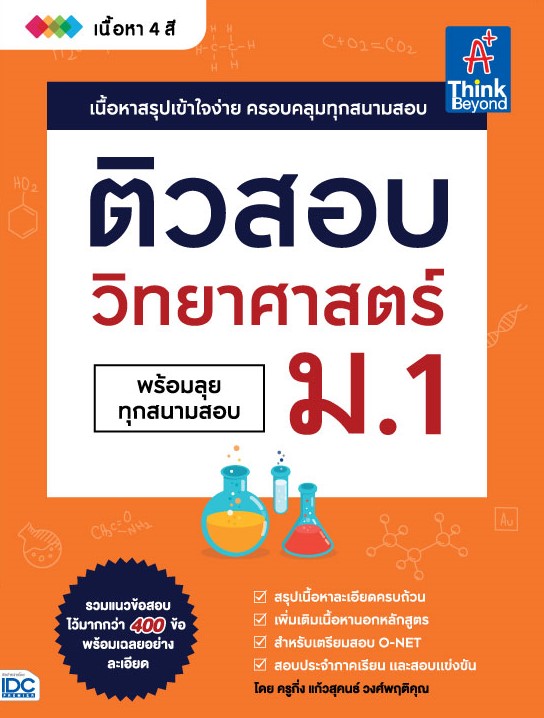 เนื้อหา 4 สี
A+
Think
Beyond
เนื้อหาสรุปเข้าใจง่าย ครอบคลุมทุกสนามสอบ
ติวสอบ
วิทยาศาสตร์
พร้อมลุย
ทุกสนามสอบ
ม.1
H H
H C C H
H H
C+O2=CO2
HO2
Au
รวมแนวข้อสอบ
ไว้มากกว่า 400 ข้อ
พร้อมเฉลยอย่าง
ละเอียด
สรุปเนื้อหาละเอียดครบถ้วน
เพิ่มเติมเนื้อหานอกหลักสูตร
สำหรับเตรียมสอบ O-NET
สอบประจำภาคเรียน และสอบแข่งขัน
โดย ครูกิ่ง แก้วสุคนธ์ วงศ์พฤติคุณ
IDC
PREMIER